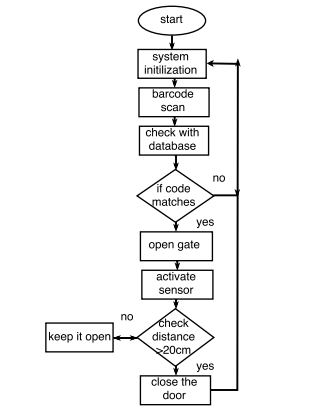 start
system
initilization
barcode
scan
check with
database
if code
matches
no
yes
open gate
activate
sensor
check
distance
>20cm
no
keep it open
yes
close the
door